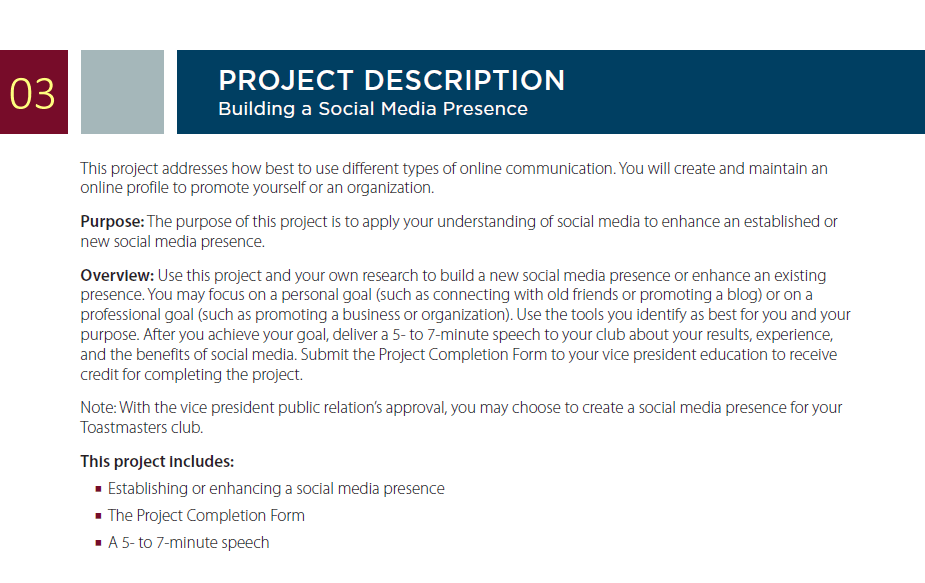 03
PROJECT DESCRIPTION
Building a Social Media Presence
This project addresses how best to use different types of online communication. You will create and maintain an
online profile to promote yourself or an organization.
Purpose: The purpose of this project is to apply your understanding of social media to enhance an established or
new social media presence.
Overview: Use this project and your own research to build a new social media presence or enhance an existing
presence. You may focus on a personal goal (such as connecting with old friends or promoting a blog) or on a
professional goal (such as promoting a business or organization). Use the tools you identify as best for you and your
purpose. After you achieve your goal, deliver a 5- to 7-minute speech to your club about your results, experience,
and the benefits of social media. Submit the Project Completion Form to your vice president education to receive
credit for completing the project.
Note: With the vice president public relation's approval, you may choose to create a social media presence for your
Toastmasters club.
This project includes:
▪ Establishing or enhancing a social media presence
▪ The Project Completion Form
▪ A 5- to 7-minute speech